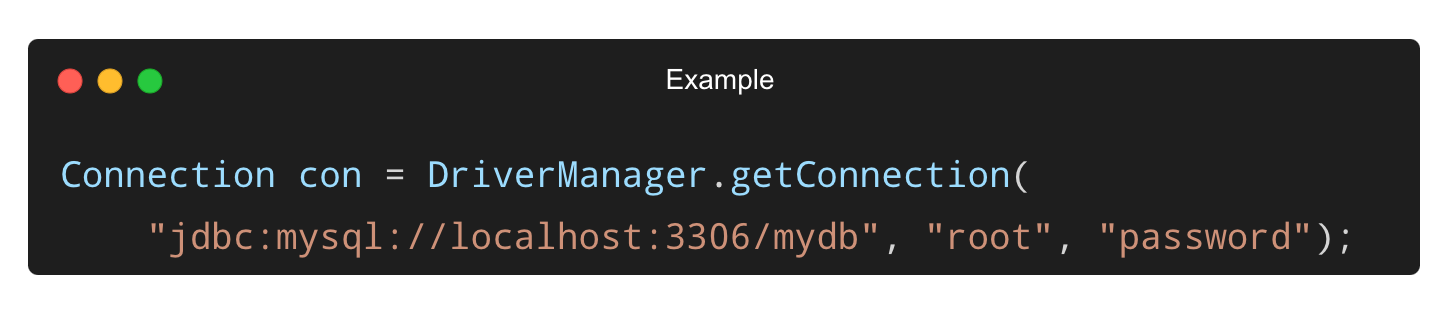 Example
Connection con = DriverManager.getConnection(
    "jdbc:mysql://localhost:3306/mydb", "root", "password");